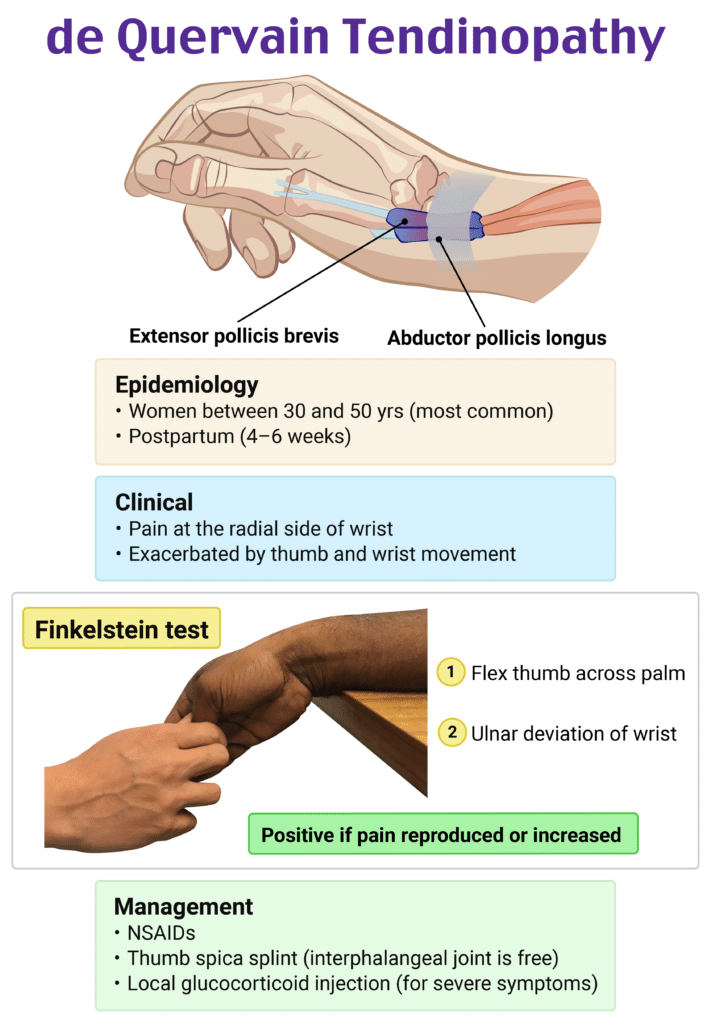 de Quervain Tendinopathy
Extensor pollicis brevis
Abductor pollicis longus
Epidemiology
• Women between 30 and 50 yrs (most common)
• Postpartum (4–6 weeks)
Clinical
• Pain at the radial side of wrist
• Exacerbated by thumb and wrist movement
Finkelstein test
1 Flex thumb across palm
2 Ulnar deviation of wrist
Positive if pain reproduced or increased
Management
• NSAIDs
• Thumb spica splint (interphalangeal joint is free)
• Local glucocorticoid injection (for severe symptoms)